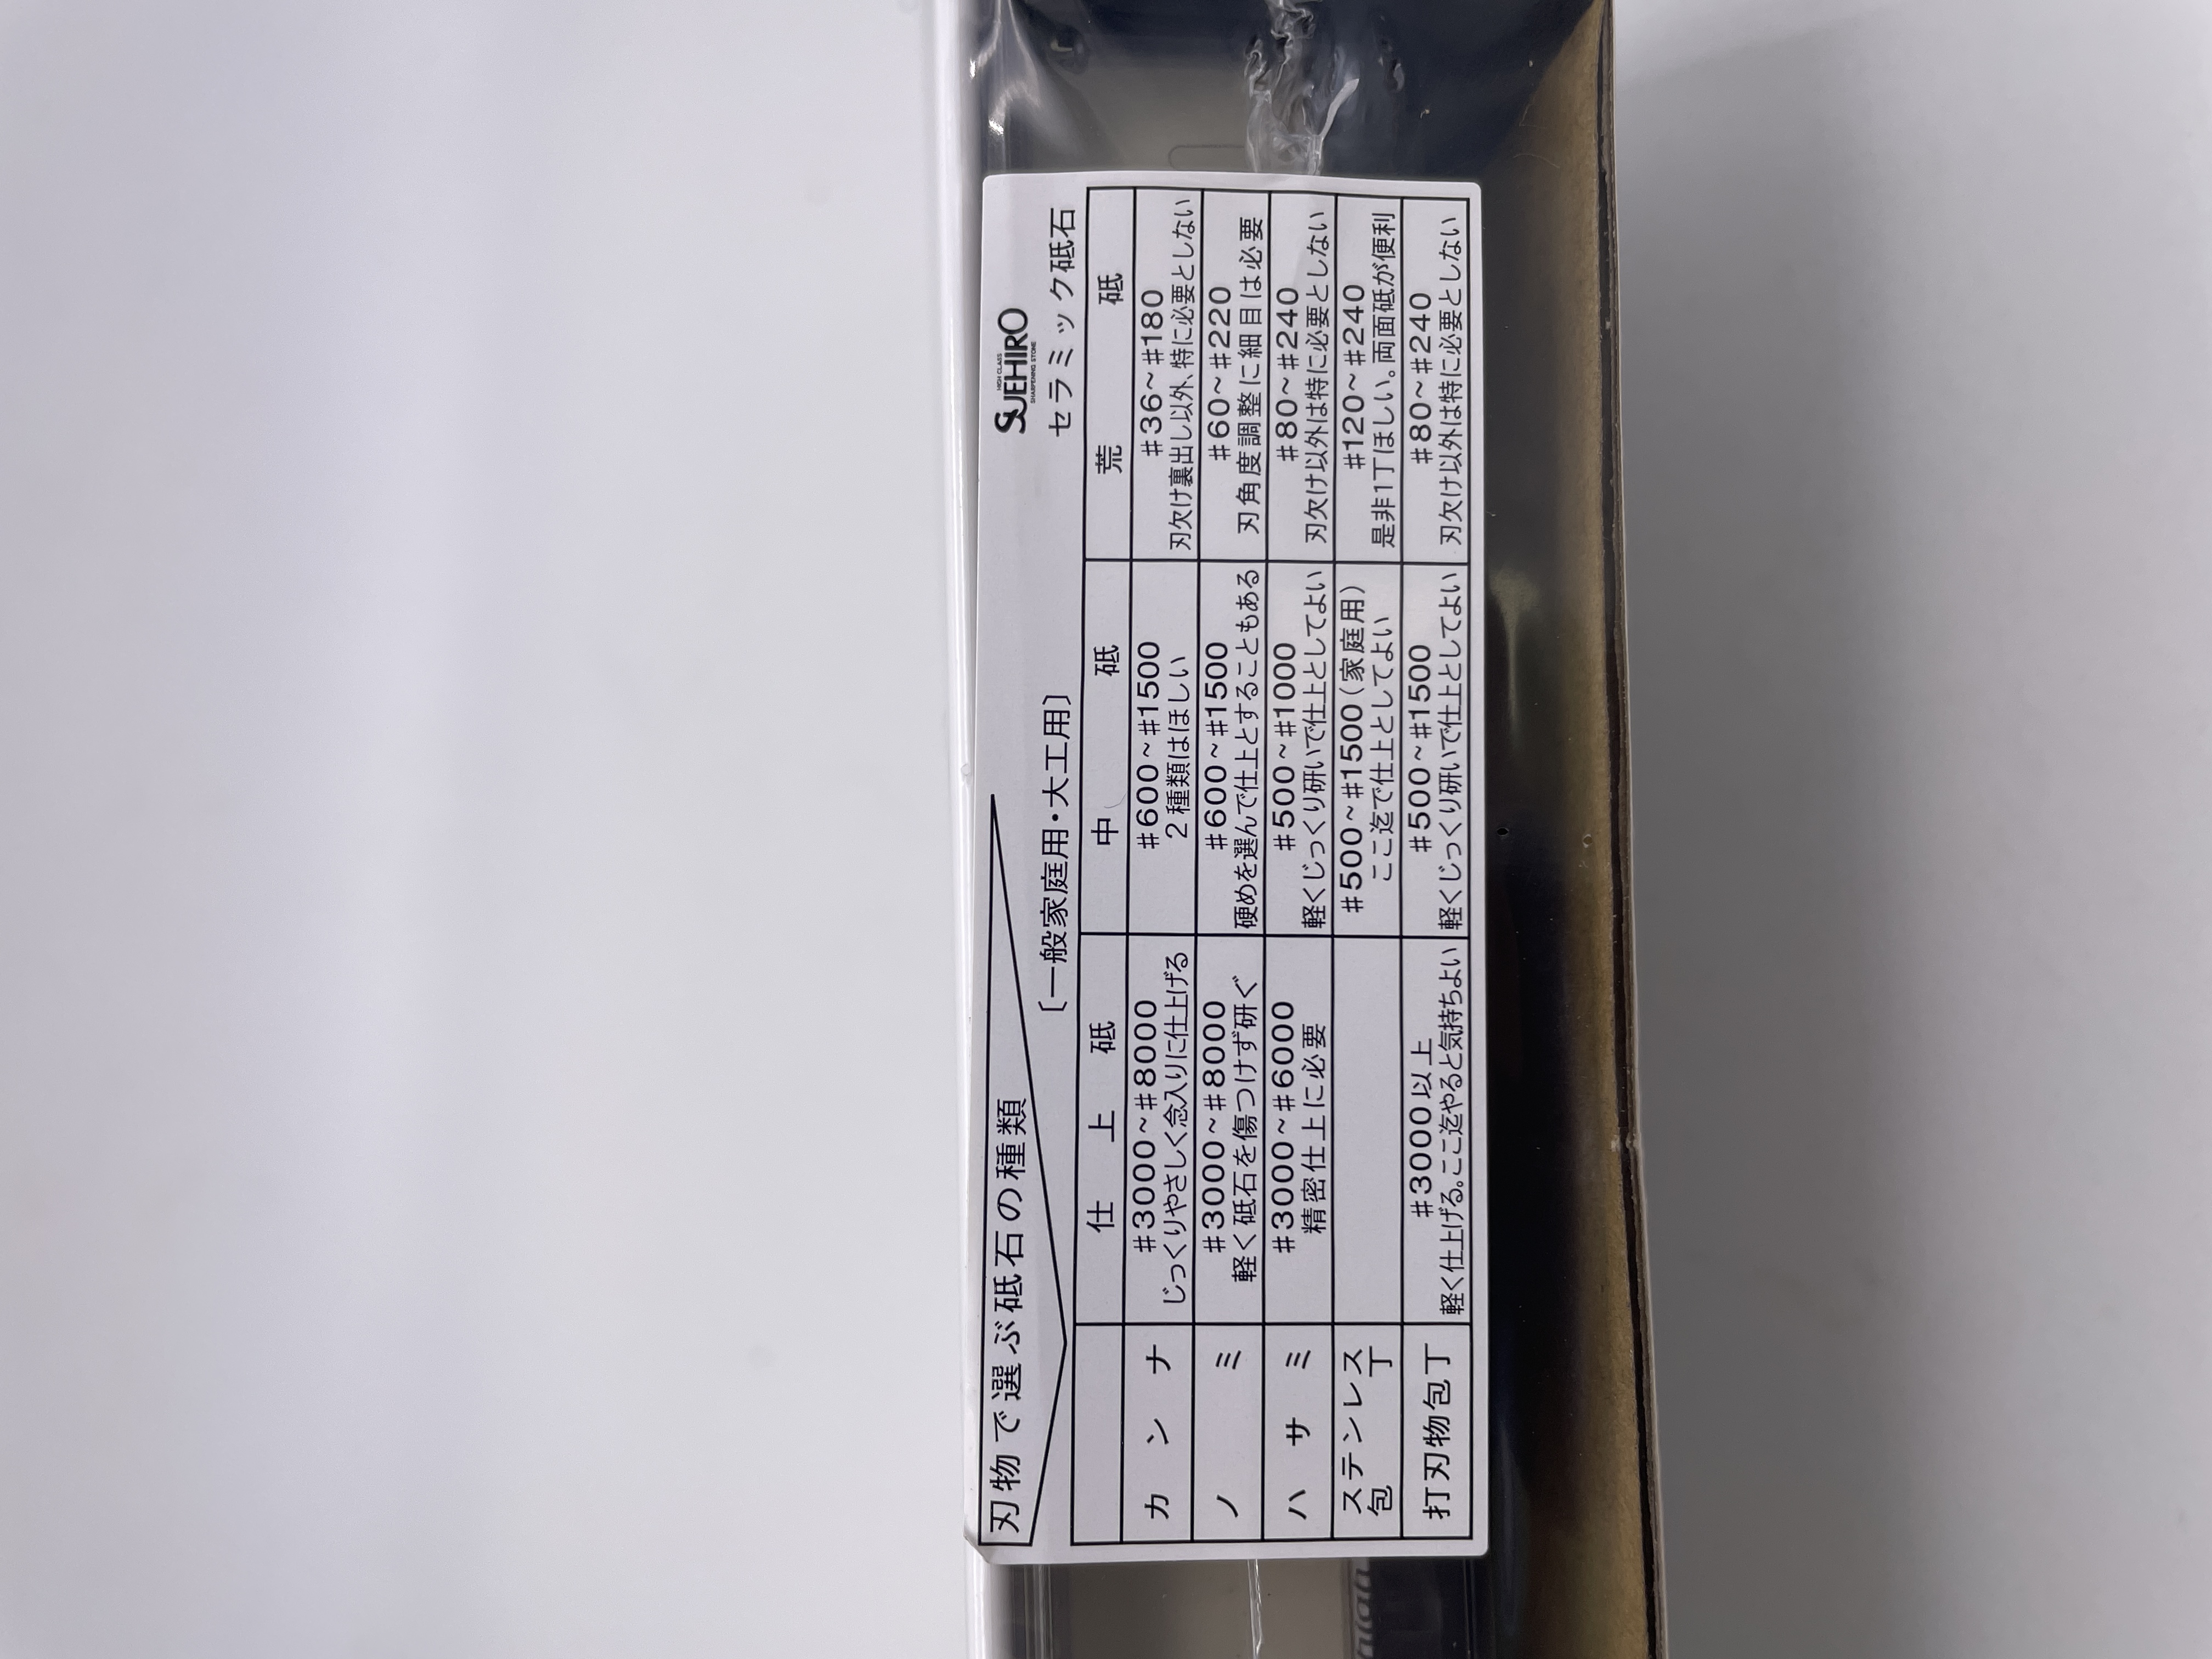 刃物で選ぶ砥石の種類
HIGH CLASS
SUEHIRO
SHARPENING STONE
〔一般家庭用・大工用〕
セラミック砥石
仕上砥 中砥 荒砥
カンナ
#3000~#8000
じっくりやさしく念入りに仕上げる
#600~#1500
2種類はほしい
#36~#180
刃欠け裏出し以外、特に必要としない
ノミ
#3000~#8000
軽く砥石を傷つけず研ぐ
#600~#1500
硬めを選んで仕上とすることもある
#60~#220
刃角度調整に細目は必要
ハサミ
#3000~#6000
精密仕上に必要
#500~#1000
軽くじっくり研いで仕上としてよい
#80~#240
刃欠け以外は特に必要としない
ステンレス
包丁
#500~#1500(家庭用)
ここ迄で仕上としてよい
#120~#240
是非1丁ほしい。両面砥が便利
打刃物包丁
#3000以上
軽く仕上げる。ここ迄やると気持ちよい
#500~#1500
軽くじっくり研いで仕上としてよい
#80~#240
刃欠け以外は特に必要としない